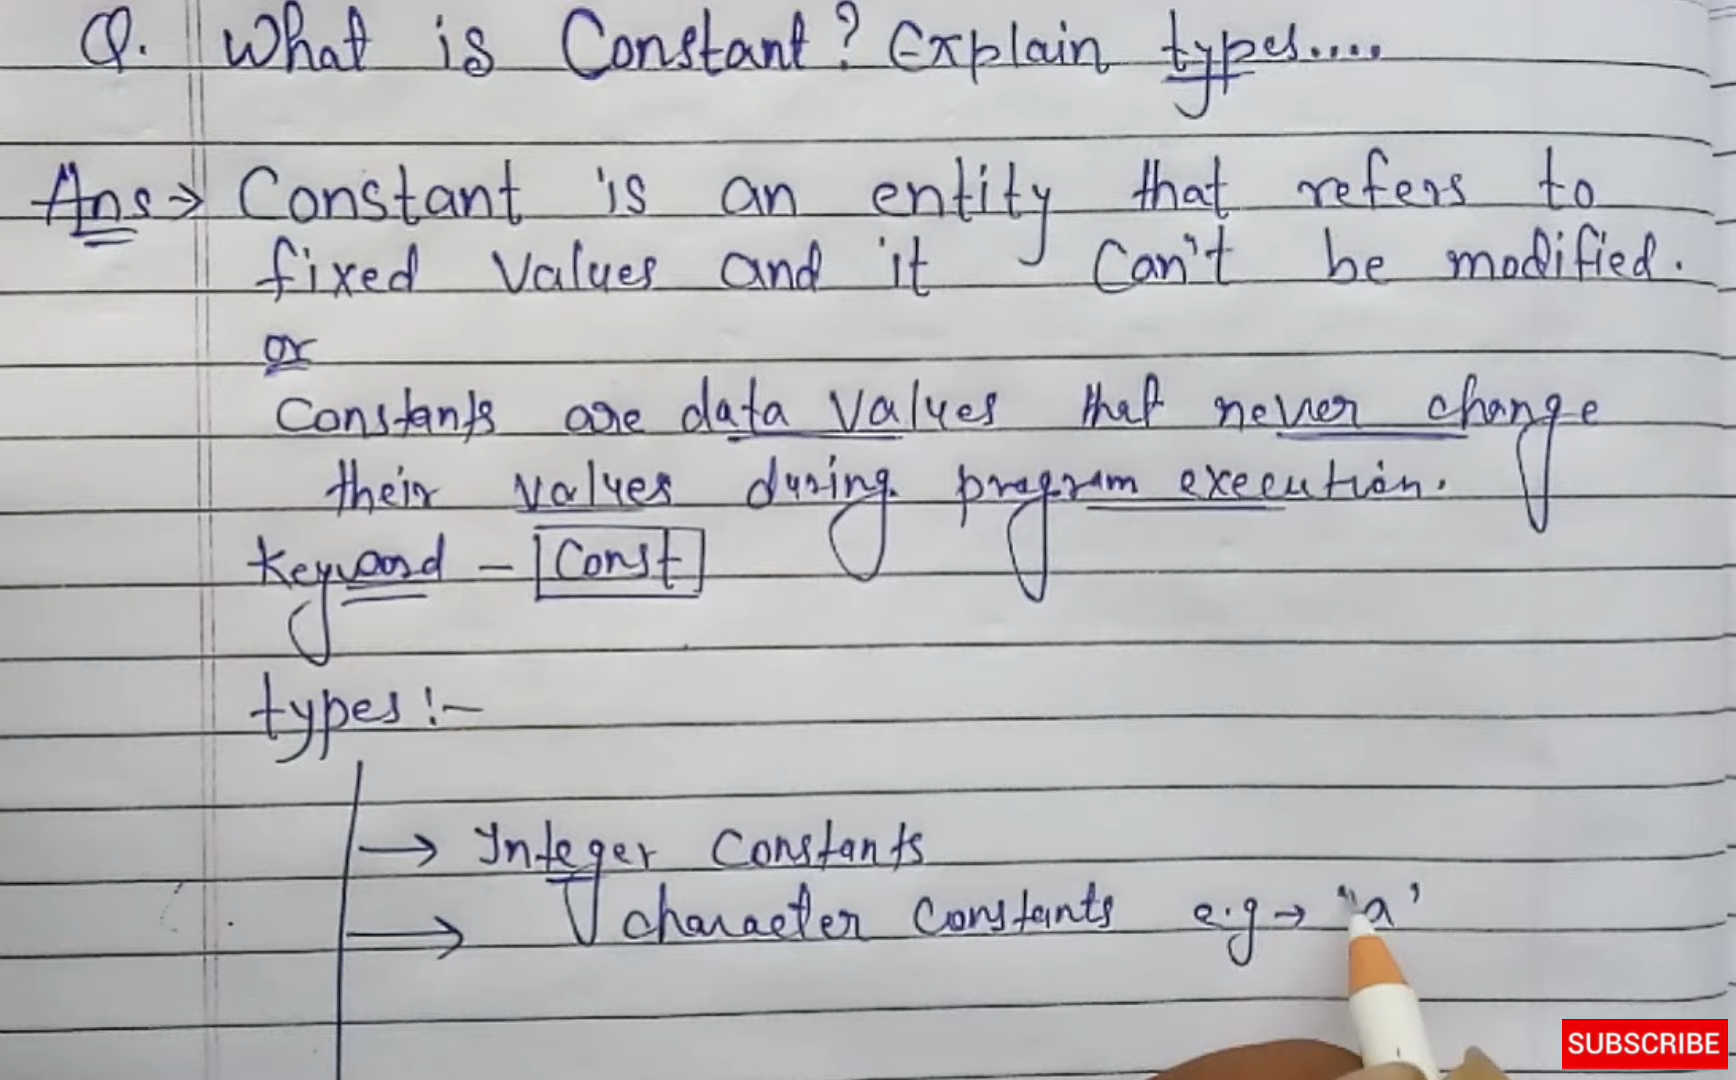 Q. What is Constant? Explain types....
Ans → Constant is an entity that refers to
fixed values and it can't be modified.
or
Constants are data values that never change
their values during program execution.
keyword - Const
types:-
→ Integer Constants
→ character Constants e.g → "a'
SUBSCRIBE